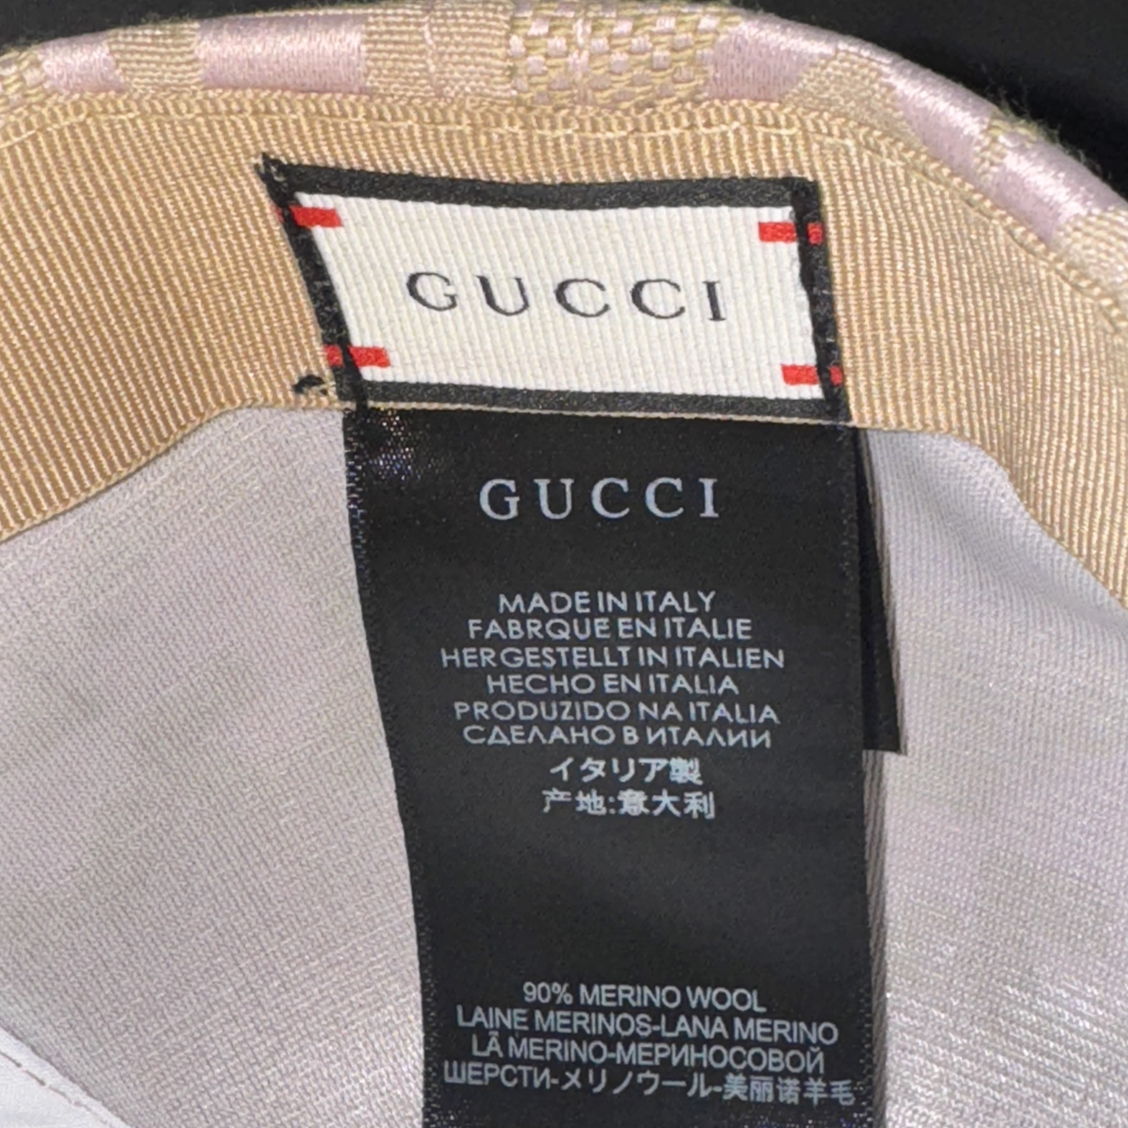 GUCCI
GUCCI
MADE IN ITALY
FABRQUE EN ITALIE
HERGESTELLT IN ITALIEN
HECHO EN ITALIA
PRODUZIDO NA ITALIA
СДЕЛАНО В ИТАЛИИ
イタリア製
产地:意大利
90% MERINO WOOL
LAINE MERINOS-LANA MERINO
LÃ MERINO-МЕРИНОСОВОЙ
ШЕРСТИ-メリノウール-美丽诺羊毛